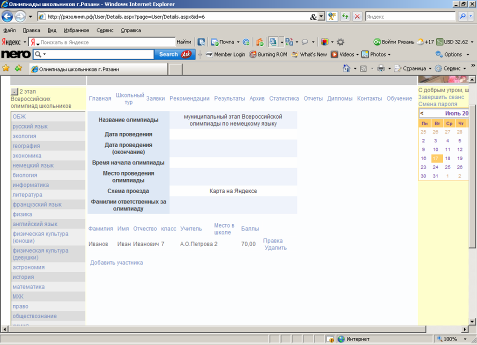 Олимпиады школьников г.Рязани - Windows Internet Explorer
http://рязолимп.рф/User/Details.aspx?page=UserDetails.aspx&id=6
Яндекс
Файл Правка Вид Избранное Сервис Справка
Яндекс Поискать в Яндексе Найти Почта Войти Рязань +17 USD 32.62
nero Search Member Login Burning ROM What's New Videos Photos Options
Олимпиады школьников г.Рязани Страница Сервис
2 этап
Всероссийских
олимпиад школьников
ОБЖ
русский язык
экология
география
экономика
немецкий язык
биология
информатика
литература
французский язык
физика
английский язык
физическая культура
(юноши)
физическая культура
(девушки)
астрономия
история
математика
МХК
право
обществознание
Главная Школьный тур Заявки Рекомендации Результаты Архив Статистика Отчеты Дипломы Контакты Обучение
Название олимпиады муниципальный этап Всероссийской
олимпиады по немецкому языку
Дата проведения
Дата проведения
(окончание)
Время начала олимпиады
Место проведения
олимпиады
Схема проезда Карта на Яндексе
Фамилии ответственных за
олимпиаду
Фамилия Имя Отчество класс Учитель Место в школе Баллы
Иванов Иван Иванович 7 А.О.Петрова 2 70,00 Правка
Удалить
Добавить участника
С добрым утром,
Завершить сеанс
Смена пароля
< Июль 20
Пн Вт Ср Чт
25 26 27 28
2 3 4 5
9 10 11 12
16 17 18 19
23 24 25 26
30 31 1 2
Интернет 100%